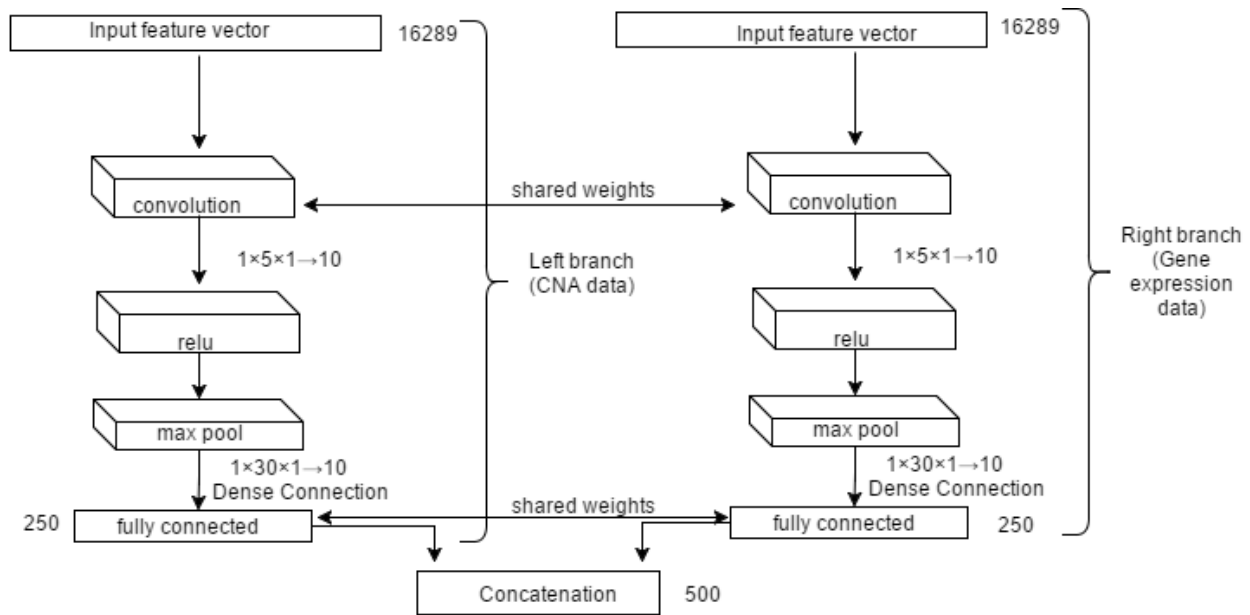 Input feature vector
16289
Input feature vector
16289
convolution
shared weights
convolution
1×5×1→10
1×5×1→10
Left branch
(CNA data)
Right branch
(Gene
expression
data)
relu
relu
max pool
max pool
1×30×1→10
Dense Connection
1×30×1→10
Dense Connection
250
fully connected
shared weights
fully connected
250
Concatenation
500